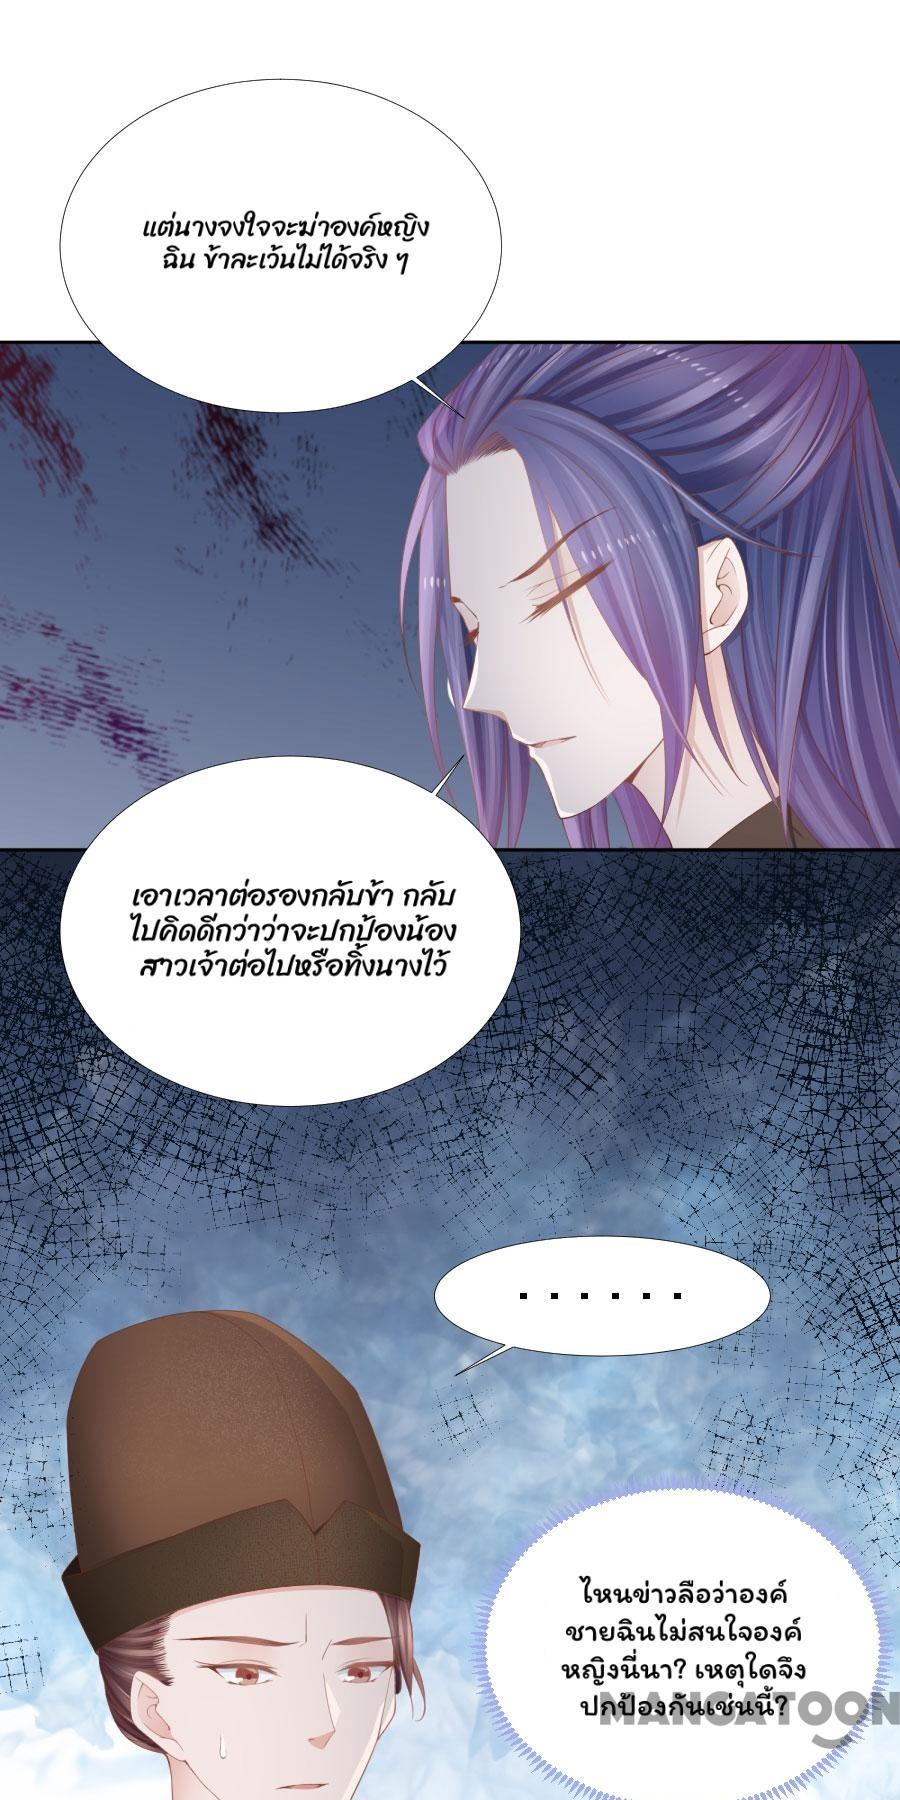 แต่นางจงใจจะฆ่าองค์หญิง
ฉิน ข้าละเว้นไม่ได้จริง ๆ
เอาเวลาต่อรองกลับข้า กลับ
ไปคิดดีกว่าว่าจะปกป้องน้อง
สาวเจ้าต่อไปหรือทิ้งนางไว้
......
ไหนข่าวลือว่าองค์
ชายฉินไม่สนใจองค์
หญิงนี่นา? เหตุใดจึง
ปกป้องกันเช่นนี้?
MANGATOON